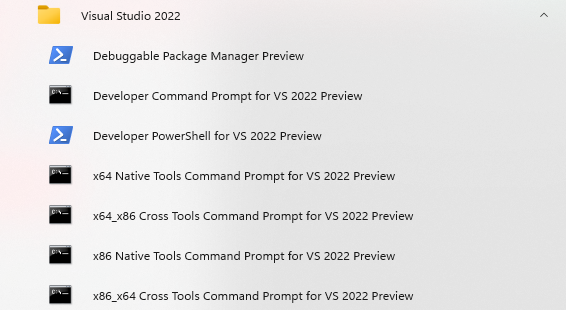 Visual Studio 2022
Debuggable Package Manager Preview
Developer Command Prompt for VS 2022 Preview
Developer PowerShell for VS 2022 Preview
x64 Native Tools Command Prompt for VS 2022 Preview
x64_x86 Cross Tools Command Prompt for VS 2022 Preview
x86 Native Tools Command Prompt for VS 2022 Preview
x86_x64 Cross Tools Command Prompt for VS 2022 Preview